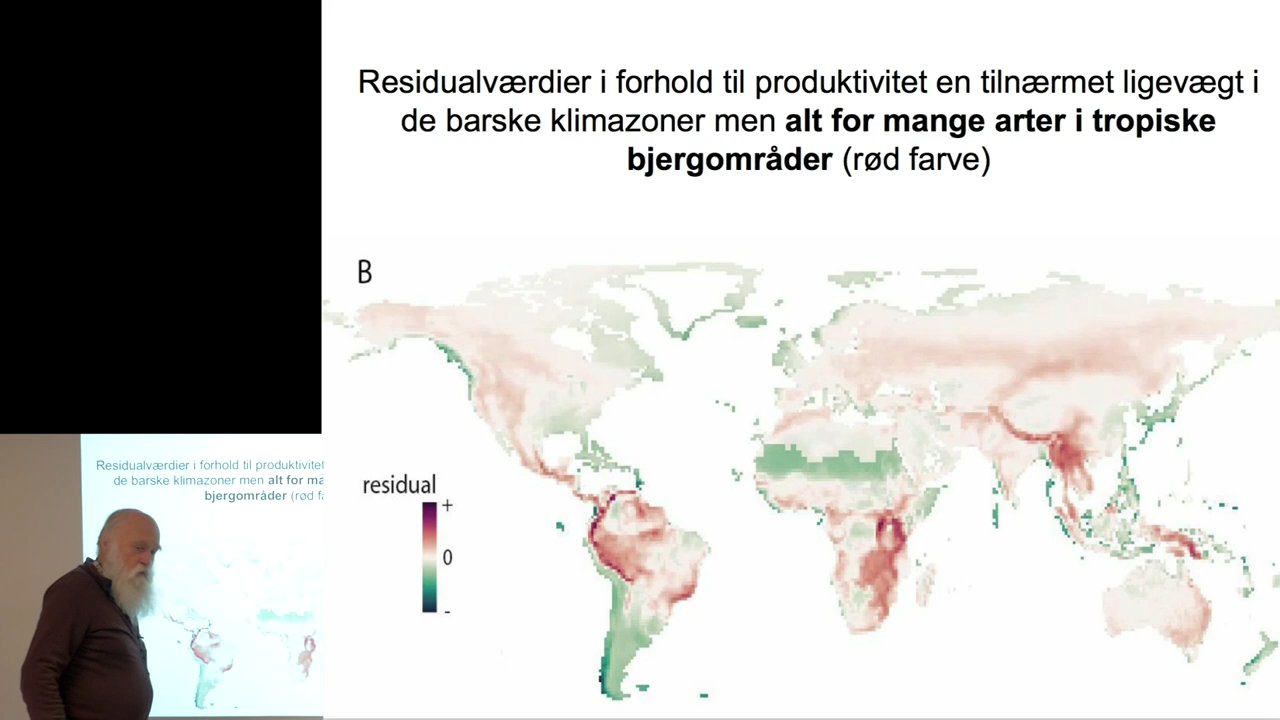 Residualværdier i forhold til produktivitet en tilnærmet ligevægt i
de barske klimazoner men alt for mange arter i tropiske
bjergområder (rød farve)
B
residual
+
0
-
Residualværdier i forhold til produktivitet
de barske klimazoner men alt for ma
bjergområder (rød fa